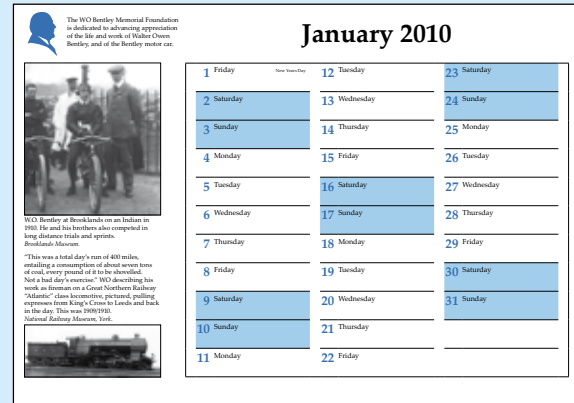 The WO Bentley Memorial Foundation
is dedicated to advancing appreciation
of the life and work of Walter Owen
Bentley, and of the Bentley motor car.
January 2010
W.O. Bentley at Brooklands on an Indian in
1910. He and his brothers also competed in
long distance trials and sprints.
Brooklands Museum.
"This was a total day's run of 400 miles,
entailing a consumption of about seven tons
of coal, every pound of it to be shovelled.
Not a bad day's exercise." WO describing his
work as fireman on a Great Northern Railway
"Atlantic" class locomotive, pictured, pulling
expresses from King's Cross to Leeds and back
in the day. This was 1909/1910.
National Railway Museum, York.
1 Friday New Years Day
2 Saturday
3 Sunday
4 Monday
5 Tuesday
6 Wednesday
7 Thursday
8 Friday
9 Saturday
10 Sunday
11 Monday
12 Tuesday
13 Wednesday
14 Thursday
15 Friday
16 Saturday
17 Sunday
18 Monday
19 Tuesday
20 Wednesday
21 Thursday
22 Friday
23 Saturday
24 Sunday
25 Monday
26 Tuesday
27 Wednesday
28 Thursday
29 Friday
30 Saturday
31 Sunday